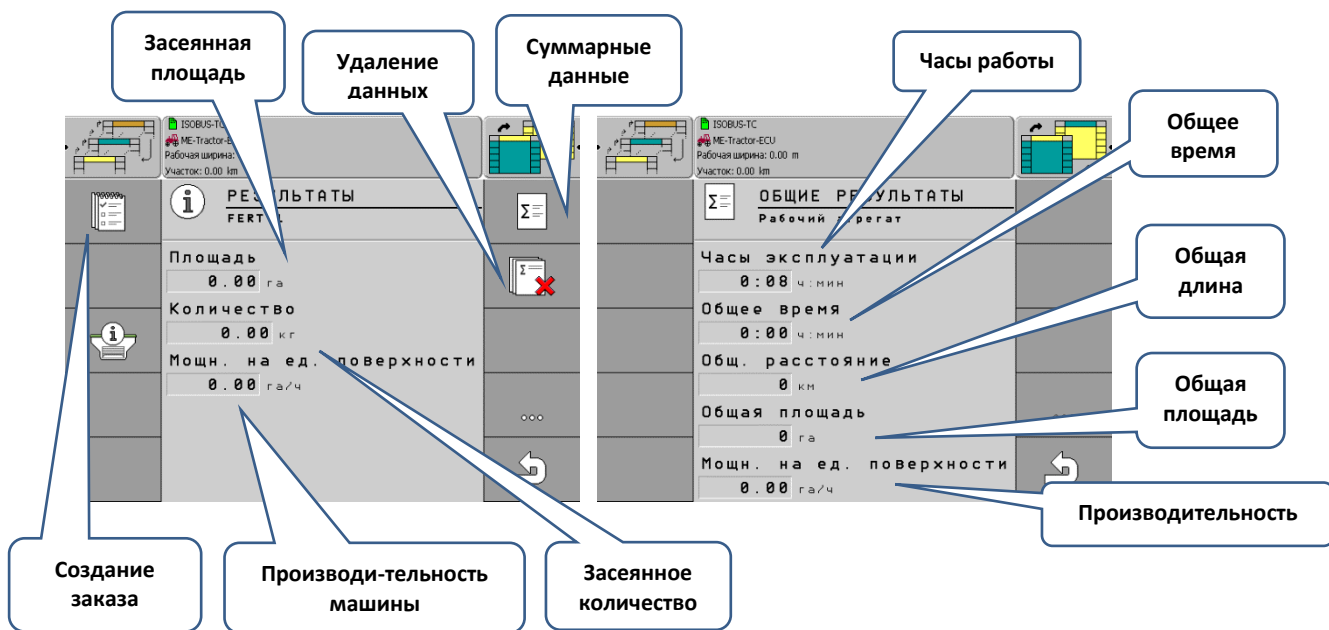 Засеянная
площадь
Удаление
данных
Суммарные
данные
Часы работы
Общее
время
Общая
длина
Общая
площадь
Производительность
ISOBUS-TC
ME-Tractor-E
Рабочая ширина:
Участок: 0.00 km
РЕЗУЛЬТАТЫ
FERT
Площадь
0.00 га
Количество
0.00 кг
Мощн. на ед. поверхности
0.00 га/ч
ISOBUS-TC
ME-Tractor-ECU
Рабочая ширина: 0.00 m
Участок: 0.00 km
ОБЩИЕ РЕЗУЛЬТАТЫ
Рабочий агрегат
Часы эксплуатации
0:08 ч:мин
Общее время
0:00 ч:мин
Общ. расстояние
0 км
Общая площадь
0 га
Мощн. на ед. поверхности
0.00 га/ч
Создание
заказа
Производи-тельность
машины
Засеянное
количество